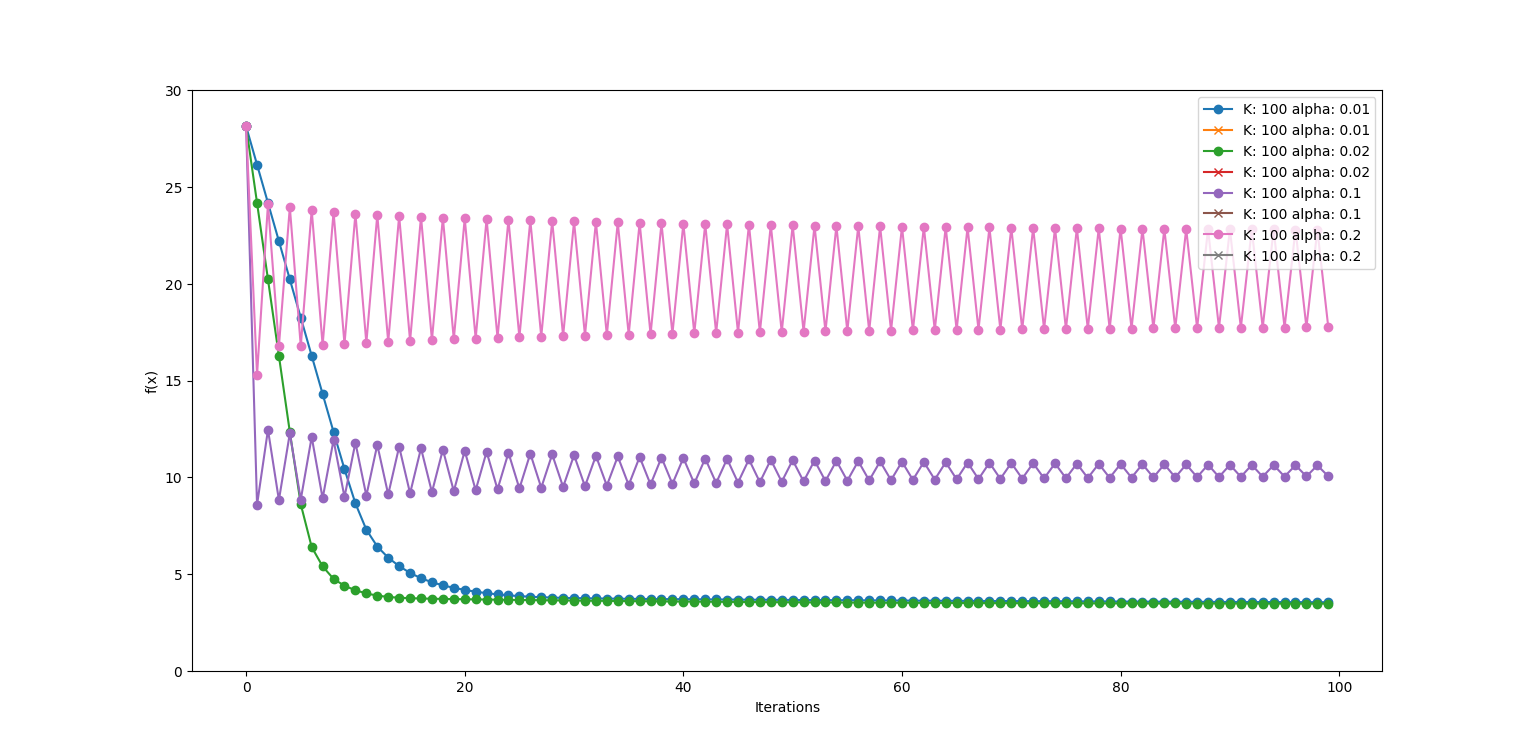 30
25
20
15
10
5
0
f(x)
0 20 40 60 80 100
Iterations
K: 100 alpha: 0.01
K: 100 alpha: 0.01
K: 100 alpha: 0.02
K: 100 alpha: 0.02
K: 100 alpha: 0.1
K: 100 alpha: 0.1
K: 100 alpha: 0.2
K: 100 alpha: 0.2